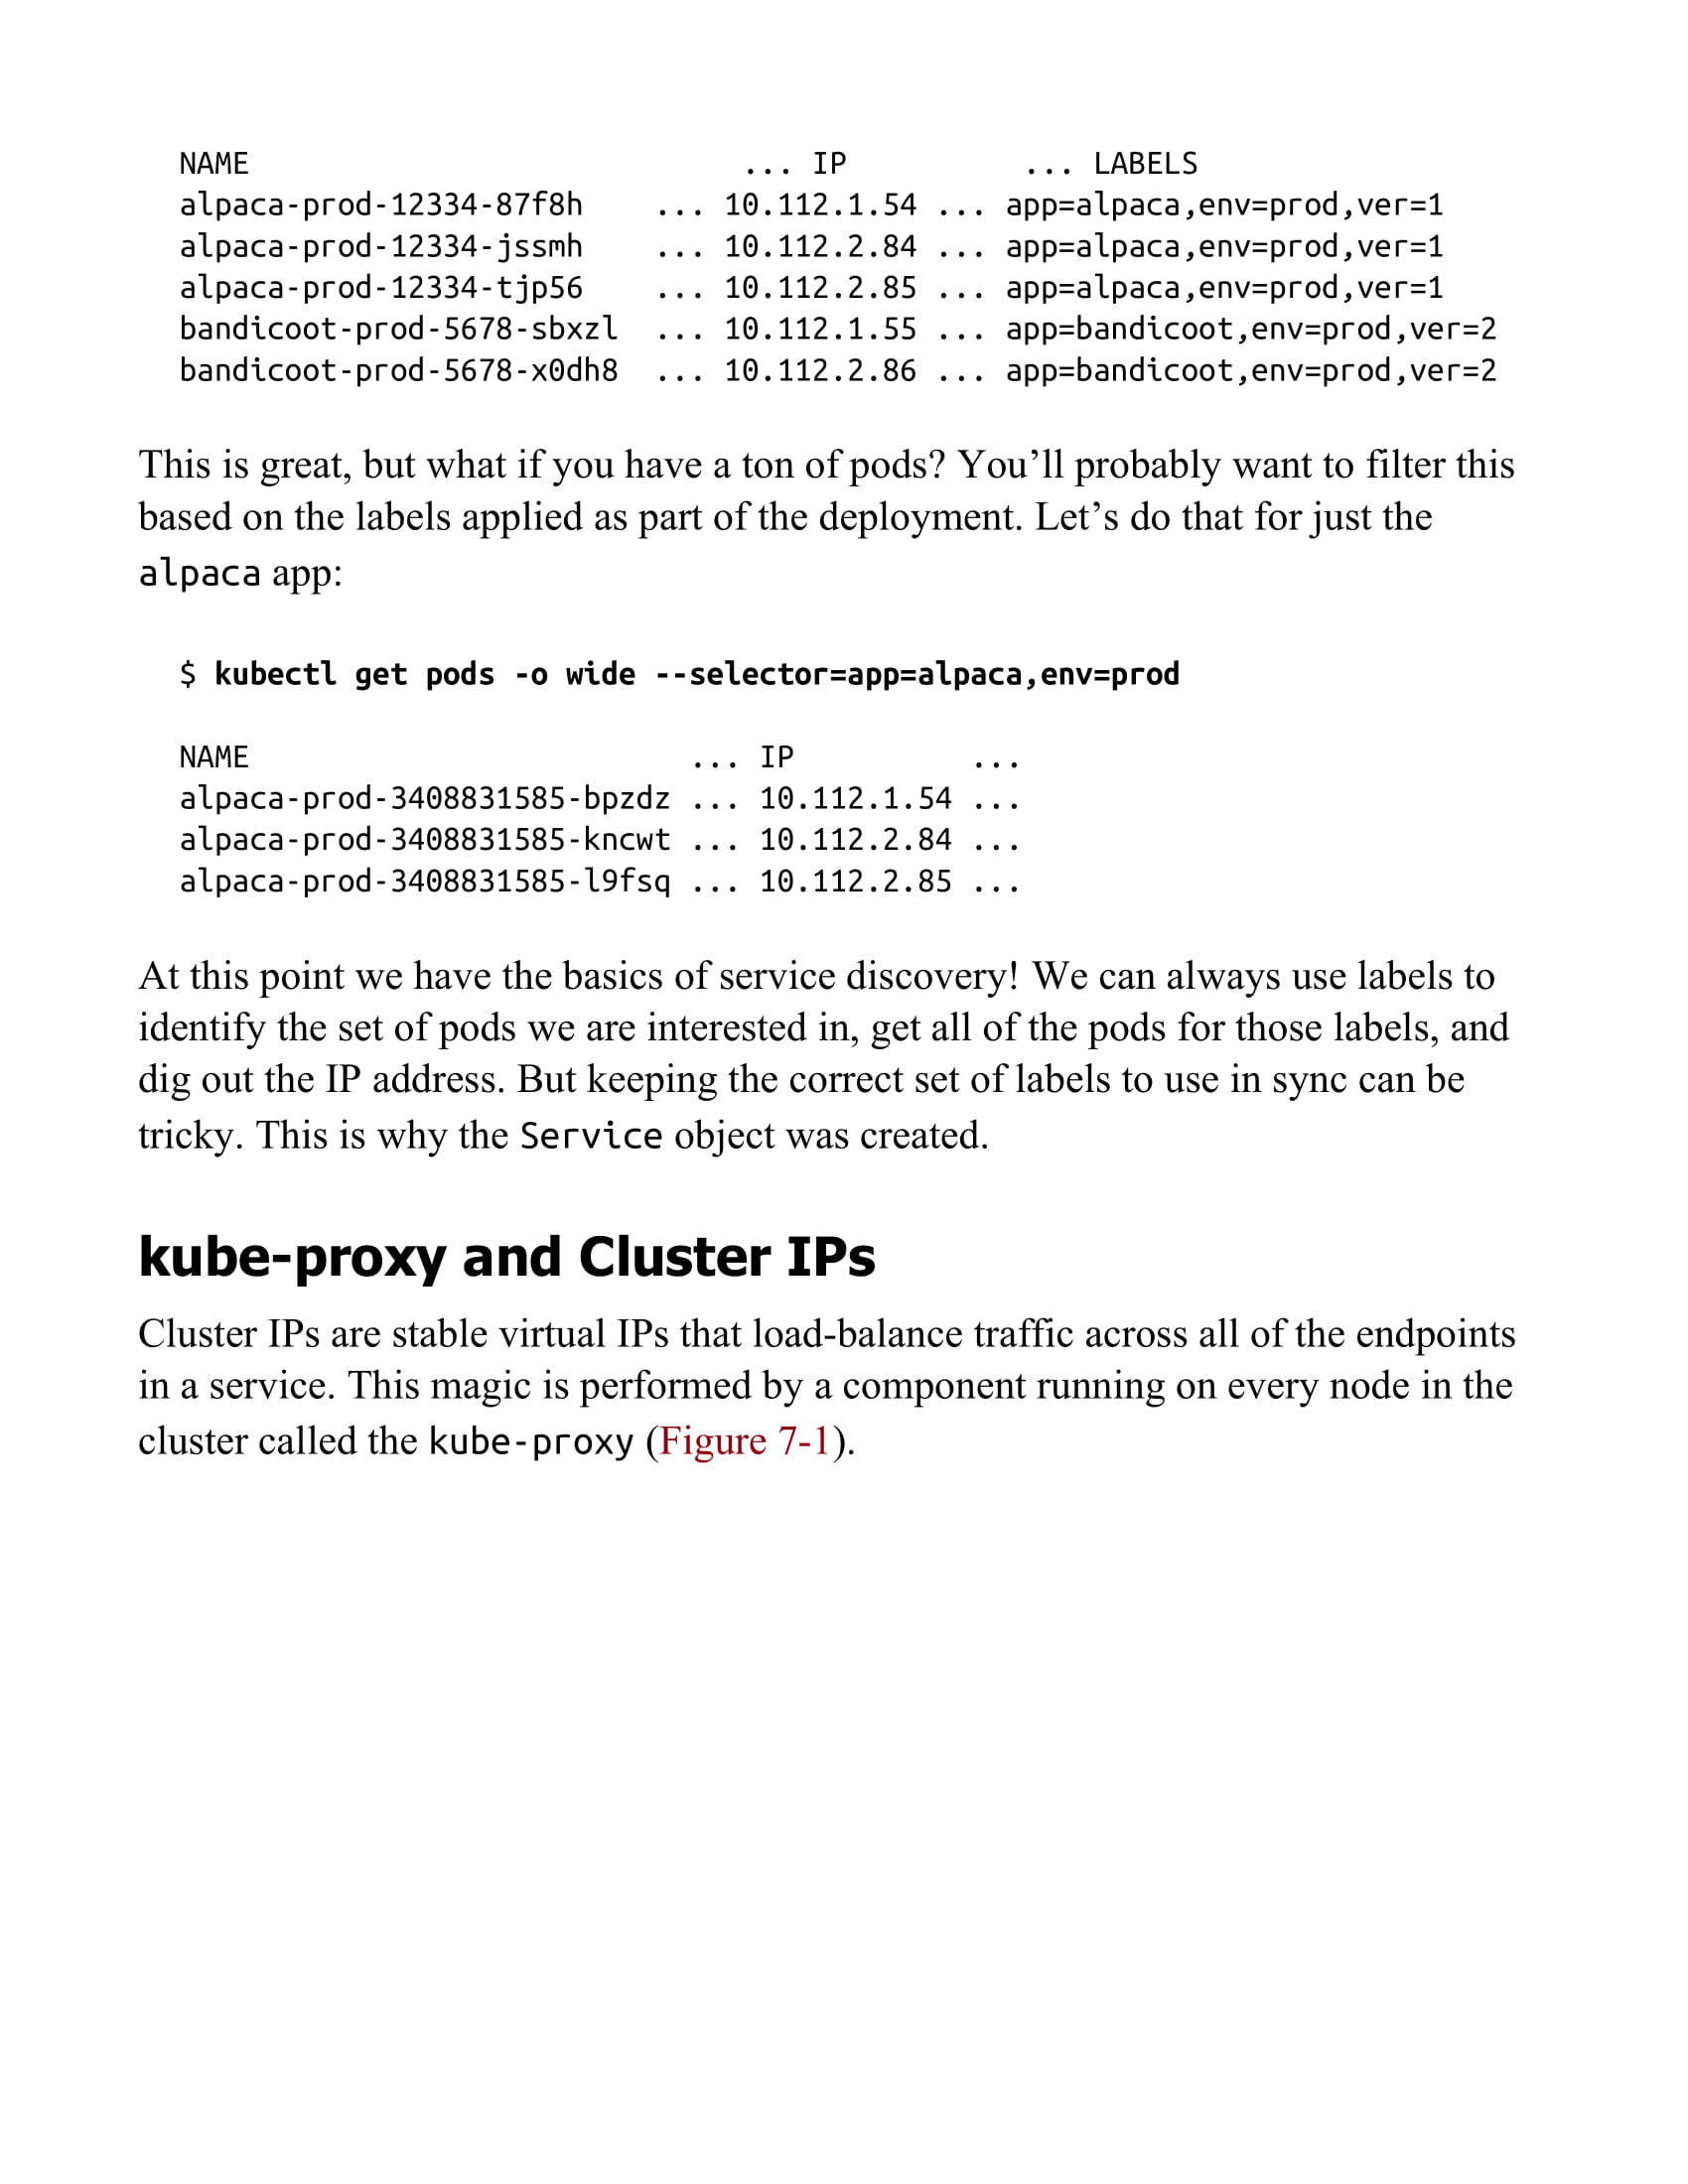 NAME ... IP ... LABELS
alpaca-prod-12334-87f8h ... 10.112.1.54 ... app=alpaca,env=prod,ver=1
alpaca-prod-12334-jssmh ... 10.112.2.84 ... app=alpaca,env=prod,ver=1
alpaca-prod-12334-tjp56 ... 10.112.2.85 ... app=alpaca,env=prod,ver=1
bandicoot-prod-5678-sbxzl ... 10.112.1.55 ... app=bandicoot,env=prod,ver=2
bandicoot-prod-5678-x0dh8 ... 10.112.2.86 ... app=bandicoot,env=prod,ver=2
This is great, but what if you have a ton of pods? You’ll probably want to filter this
based on the labels applied as part of the deployment. Let’s do that for just the
alpaca app:
$ kubectl get pods -o wide --selector=app=alpaca,env=prod
NAME ... IP ...
alpaca-prod-3408831585-bpzdz ... 10.112.1.54 ...
alpaca-prod-3408831585-kncwt ... 10.112.2.84 ...
alpaca-prod-3408831585-l9fsq ... 10.112.2.85 ...
At this point we have the basics of service discovery! We can always use labels to
identify the set of pods we are interested in, get all of the pods for those labels, and
dig out the IP address. But keeping the correct set of labels to use in sync can be
tricky. This is why the Service object was created.
kube-proxy and Cluster IPs
Cluster IPs are stable virtual IPs that load-balance traffic across all of the endpoints
in a service. This magic is performed by a component running on every node in the
cluster called the kube-proxy (Figure 7-1).